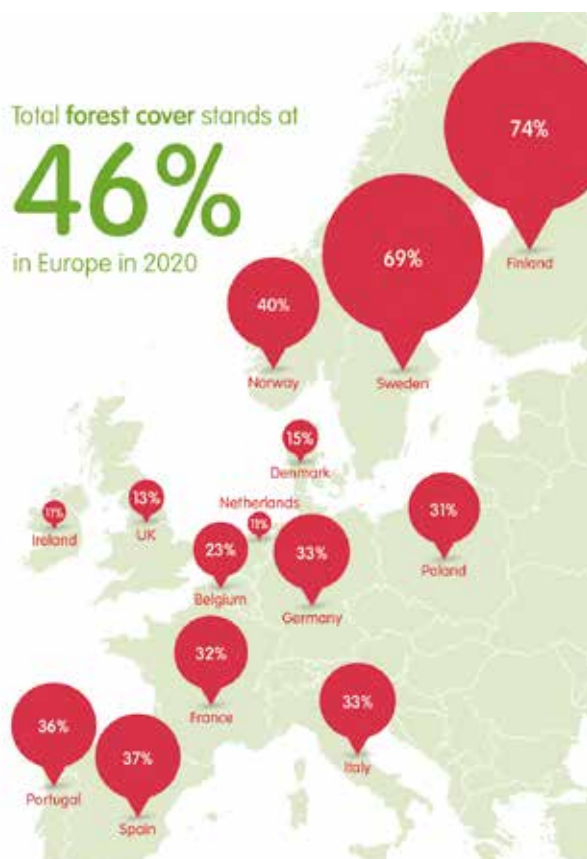 Total forest cover stands at
46%
in Europe in 2020
74%
Finland
69%
Sweden
40%
Norway
15%
Denmark
13%
UK
11%
Ireland
Netherlands
23%
Belgium
33%
Germany
31%
Poland
32%
France
33%
Italy
36%
Portugal
37%
Spain